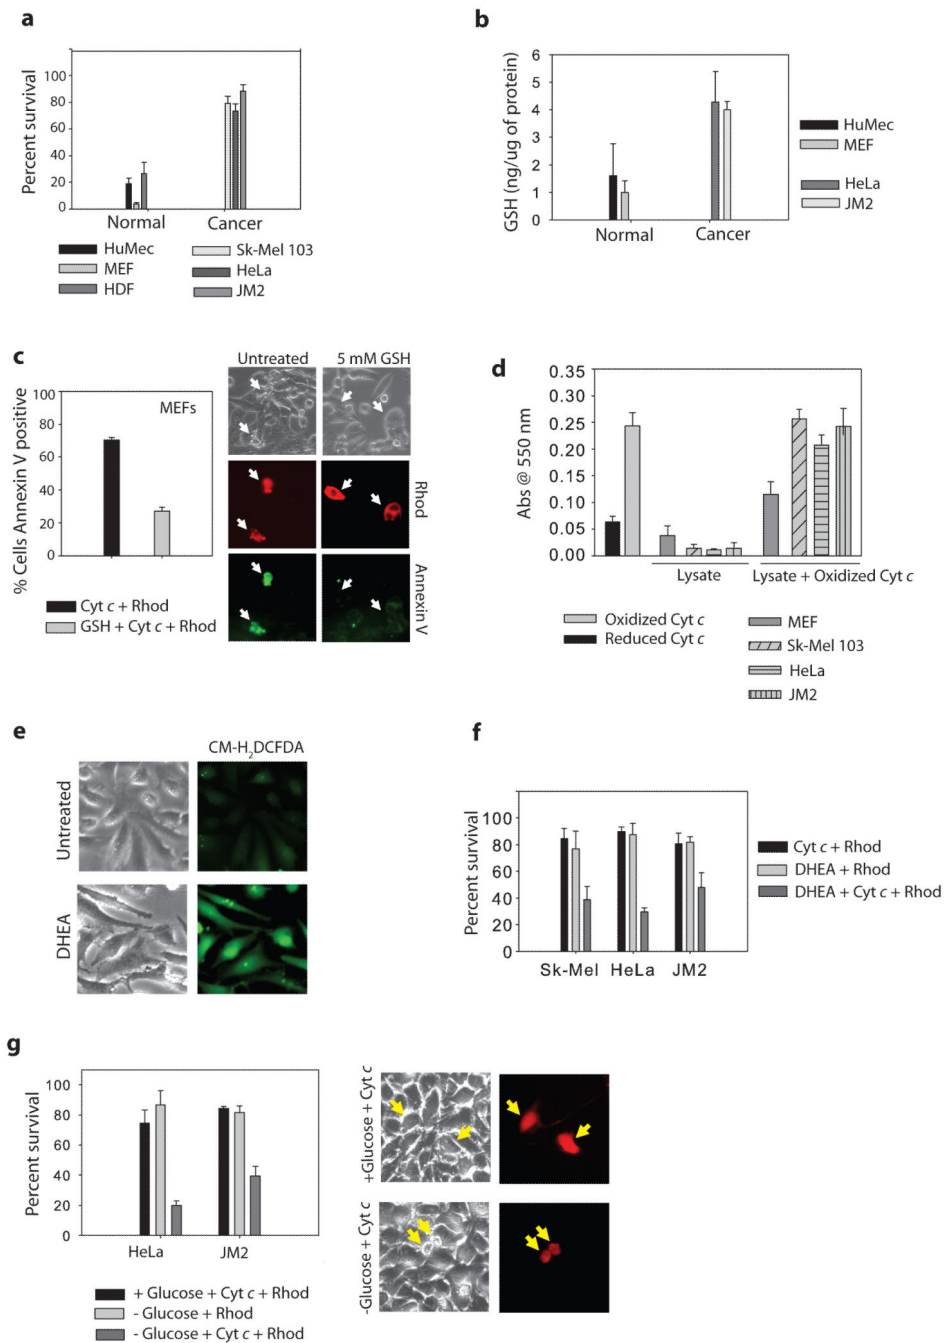 a
Percent survival
100
80
60
40
20
0
Normal
Cancer
HuMec
MEF
HDF
Sk-Mel 103
HeLa
JM2
b
GSH (ng/ug of protein)
6
5
4
3
2
1
0
Normal
Cancer
HuMec
MEF
HeLa
JM2
c
% Cells Annexin V positive
100
80
60
40
20
0
MEFs
Cyt c + Rhod
GSH + Cyt c + Rhod
Untreated
5 mM GSH
Rhod
Annexin V
d
Abs @ 550 nm
0.35
0.30
0.25
0.20
0.15
0.10
0.05
0.00
Lysate
Lysate + Oxidized Cyt c
Oxidized Cyt c
Reduced Cyt c
MEF
Sk-Mel 103
HeLa
JM2
e
CM-H₂DCFDA
Untreated
DHEA
f
Percent survival
100
80
60
40
20
0
Sk-Mel
HeLa
JM2
Cyt c + Rhod
DHEA + Rhod
DHEA + Cyt c + Rhod
g
Percent survival
100
80
60
40
20
0
HeLa
JM2
+ Glucose + Cyt c + Rhod
- Glucose + Rhod
- Glucose + Cyt c + Rhod
+Glucose + Cyt c
-Glucose + Cyt c